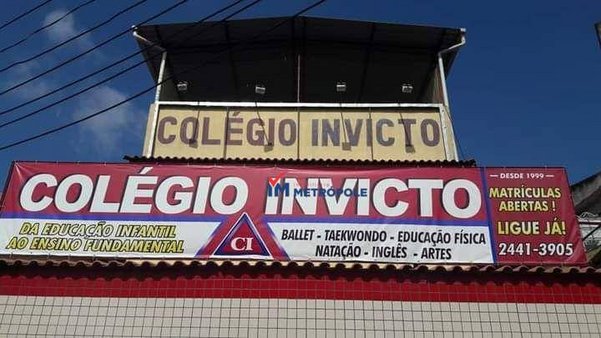 COLÉGIO INVICTO
COLÉGIO INVICTO
M METRÓPOLE
DA EDUCAÇÃO INFANTIL
AO ENSINO FUNDAMENTAL
CI
BALLET - TAEKWONDO - EDUCAÇÃO FÍSICA
NATAÇÃO - INGLÊS - ARTES
— DESDE 1999 —
MATRÍCULAS
ABERTAS !
LIGUE JÁ!
2441-3905